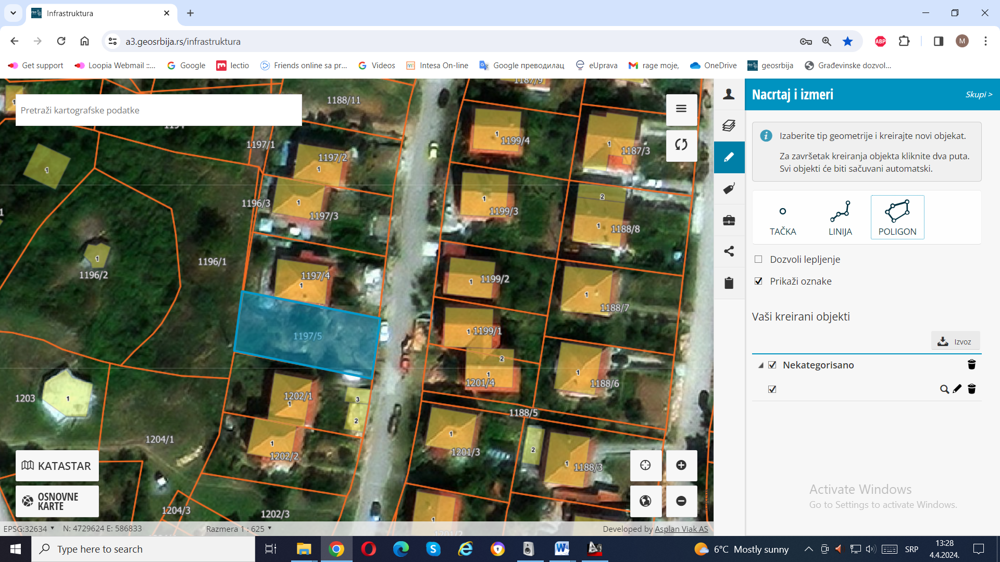 Infrastruktura
a3.geosrbija.rs/infrastruktura
ABP
M
Get support
Loopia Webmail ::...
Google
lectio
Friends online sa pr...
Videos
Intesa On-line
Google преводилац
eUprava
rage moje,
OneDrive
geosrbija
Građevinske dozvol...
Pretraži kartografske podatke
1188/11
1187/9
1197/1
1197/2
1
1199/4
1
1187/3
1
1
1196/3
1
1197/3
1
1199/3
2
1
1188/8
1196/1
1
1196/2
1197/4
1
1
1199/2
1
1188/7
1197/5
1
1199/1
2
1
1201/4
1
1188/6
1203
1
1202/1
1
3
2
1188/5
1204/1
1
1202/2
1
1201/3
2
1
1188/3
1204/3
1202/3
1
1201/2
KATASTAR
OSNOVNE
KARTE
EPSG:32634
N: 4729624 E: 586833
Razmera 1 : 625
Developed by Asplan Viak AS
Nacrtaj i izmeri
Skupi >
Izaberite tip geometrije i kreirajte novi objekat.
Za završetak kreiranja objekta kliknite dva puta.
Svi objekti će biti sačuvani automatski.
TAČKA
LINIJA
POLIGON
Dozvoli lepljenje
Prikaži oznake
Vaši kreirani objekti
Izvoz
Nekategorisano
Activate Windows
Go to Settings to activate Windows.
Type here to search
6°C Mostly sunny
SRP
13:28
4.4.2024.